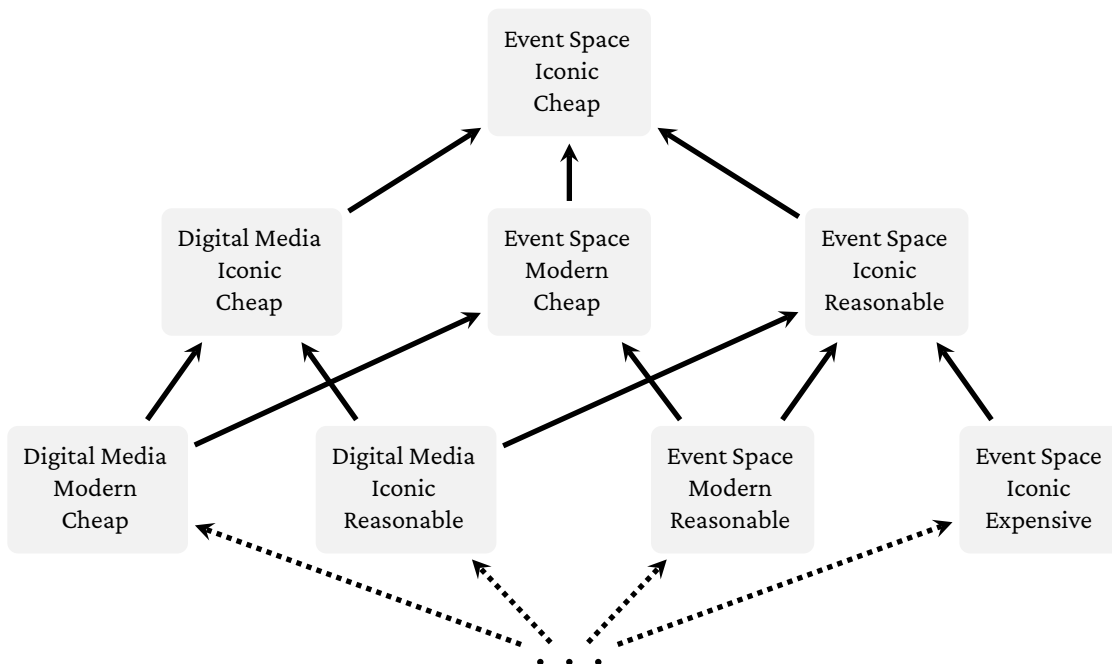 Event Space
Iconic
Cheap
Digital Media
Iconic
Cheap
Event Space
Modern
Cheap
Event Space
Iconic
Reasonable
Digital Media
Modern
Cheap
Digital Media
Iconic
Reasonable
Event Space
Modern
Reasonable
Event Space
Iconic
Expensive
. . .